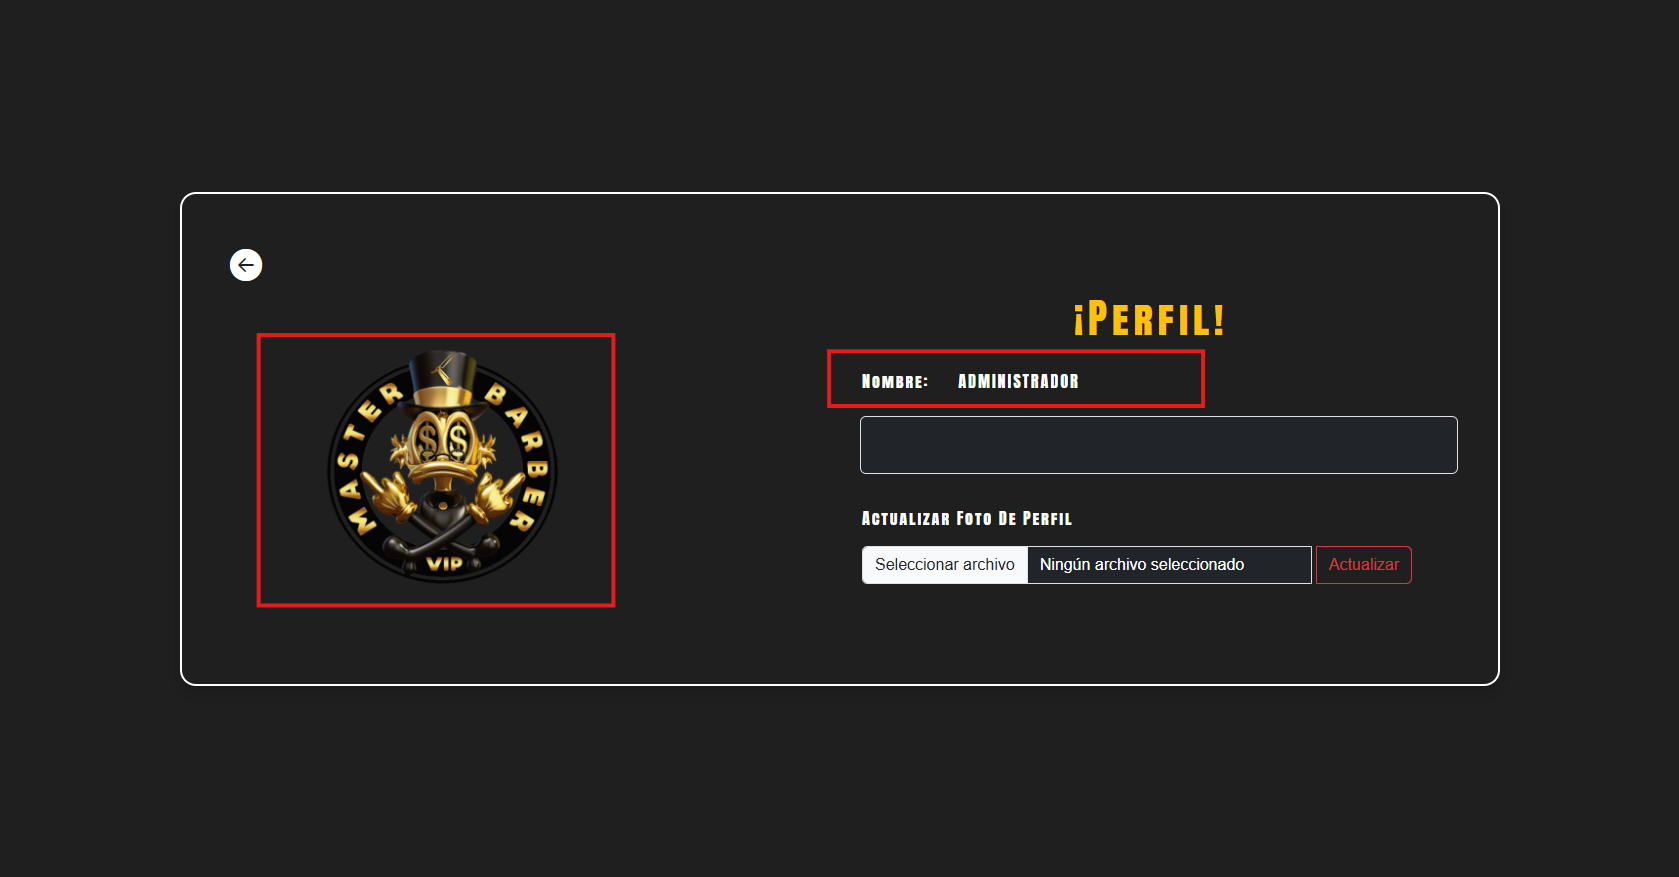 ¡Perfil!
MASTER BARBER
VIP
Nombre: ADMINISTRADOR
Actualizar Foto De Perfil
Seleccionar archivo Ningún archivo seleccionado Actualizar